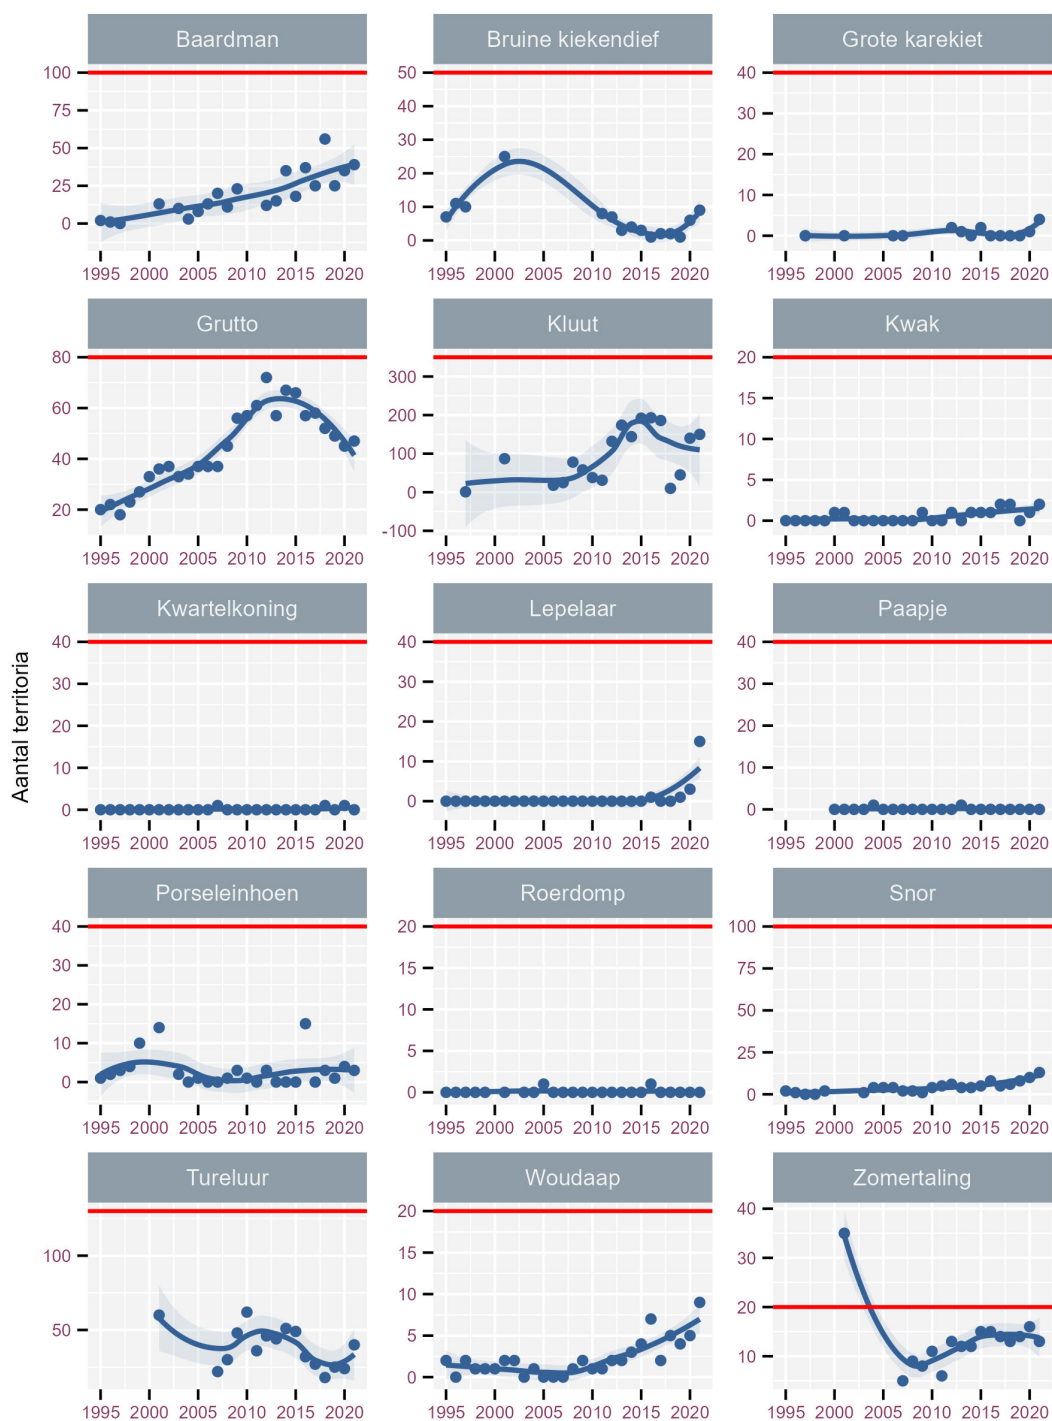 Baardman Bruine kiekendief Grote karekiet
100 50 40
75 40 30
50 30 20
25 20 10
0 10 0
0
1995 2000 2005 2010 2015 2020 1995 2000 2005 2010 2015 2020 1995 2000 2005 2010 2015 2020
Grutto Kluut Kwak
80 300 20
60 200 15
40 100 10
20 0 5
-100 0
1995 2000 2005 2010 2015 2020 1995 2000 2005 2010 2015 2020 1995 2000 2005 2010 2015 2020
Kwartelkoning Lepelaar Paapje
40 40 40
30 30 30
20 20 20
10 10 10
0 0 0
1995 2000 2005 2010 2015 2020 1995 2000 2005 2010 2015 2020 1995 2000 2005 2010 2015 2020
Aantal territoria
Porseleinhoen Roerdomp Snor
40 20 100
30 15 75
20 10 50
10 5 25
0 0 0
1995 2000 2005 2010 2015 2020 1995 2000 2005 2010 2015 2020 1995 2000 2005 2010 2015 2020
Tureluur Woudaap Zomertaling
100 20 40
50 15 30
10 20
5 10
0
1995 2000 2005 2010 2015 2020 1995 2000 2005 2010 2015 2020 1995 2000 2005 2010 2015 2020